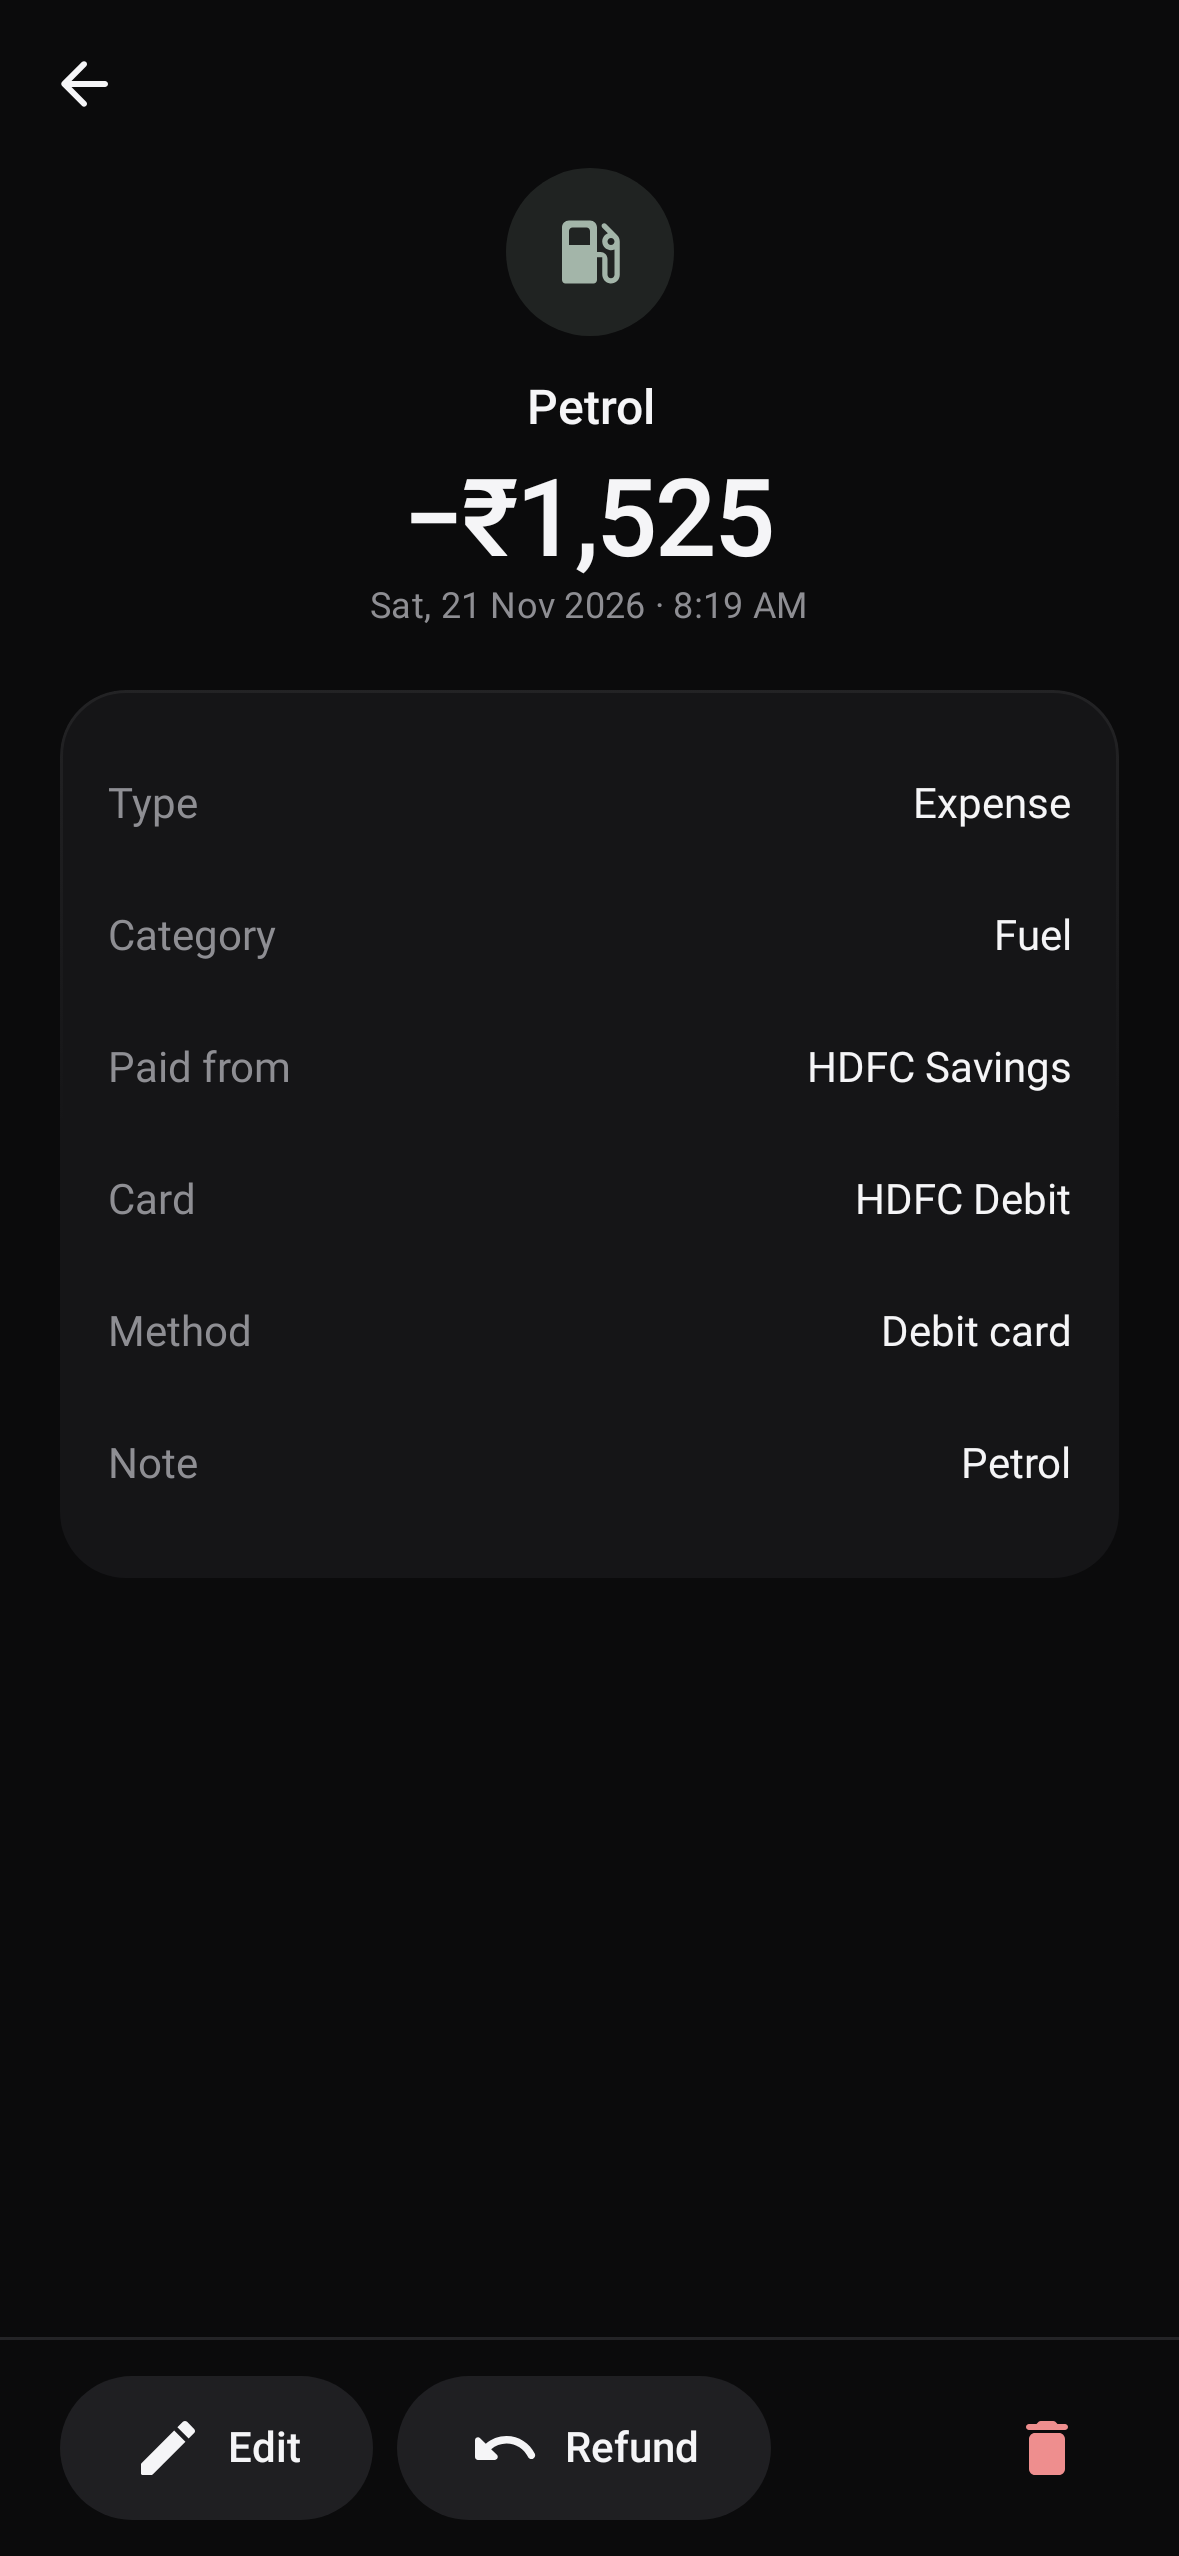 Petrol
−₹1,525
Sat, 21 Nov 2026 · 8:19 AM
Type Expense
Category Fuel
Paid from HDFC Savings
Card HDFC Debit
Method Debit card
Note Petrol
Edit Refund